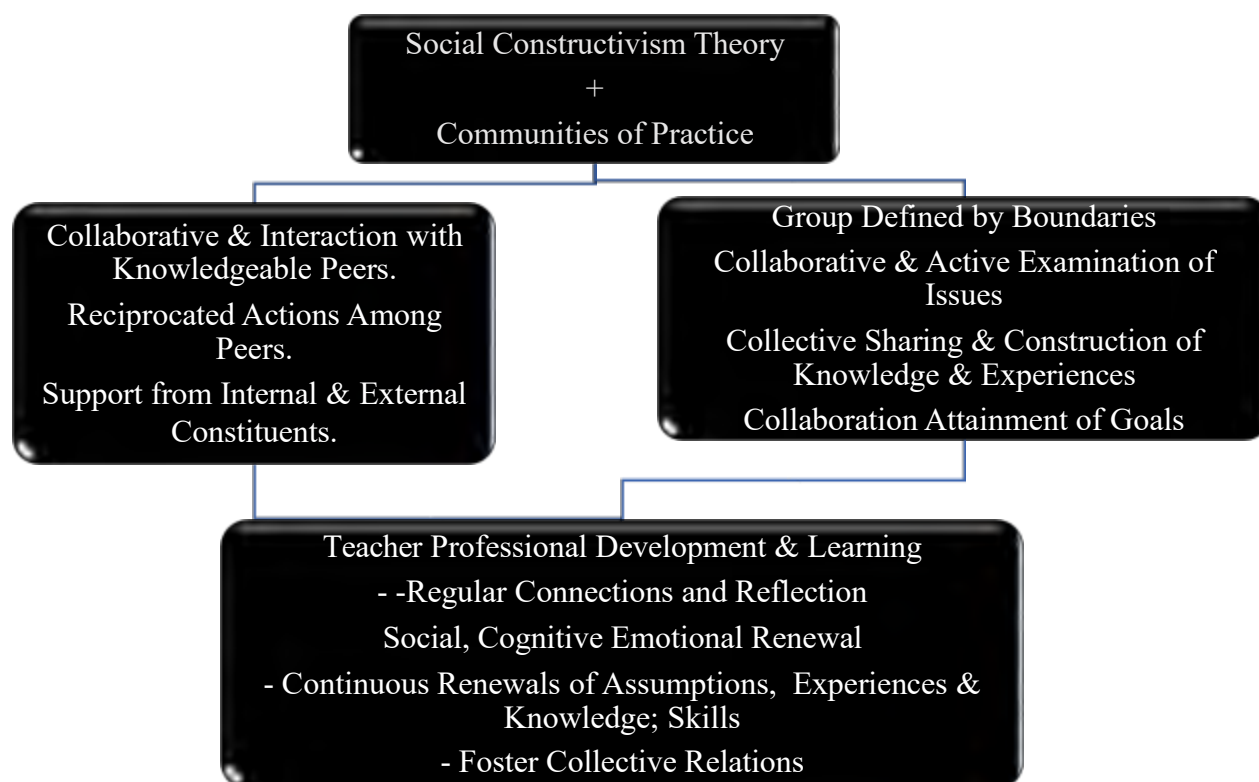 Social Constructivism Theory
+
Communities of Practice
Collaborative & Interaction with
Knowledgeable Peers.
Reciprocated Actions Among
Peers.
Support from Internal & External
Constituents.
Group Defined by Boundaries
Collaborative & Active Examination of
Issues
Collective Sharing & Construction of
Knowledge & Experiences
Collaboration Attainment of Goals
Teacher Professional Development & Learning
- -Regular Connections and Reflection
Social, Cognitive Emotional Renewal
- Continuous Renewals of Assumptions, Experiences &
Knowledge; Skills
- Foster Collective Relations